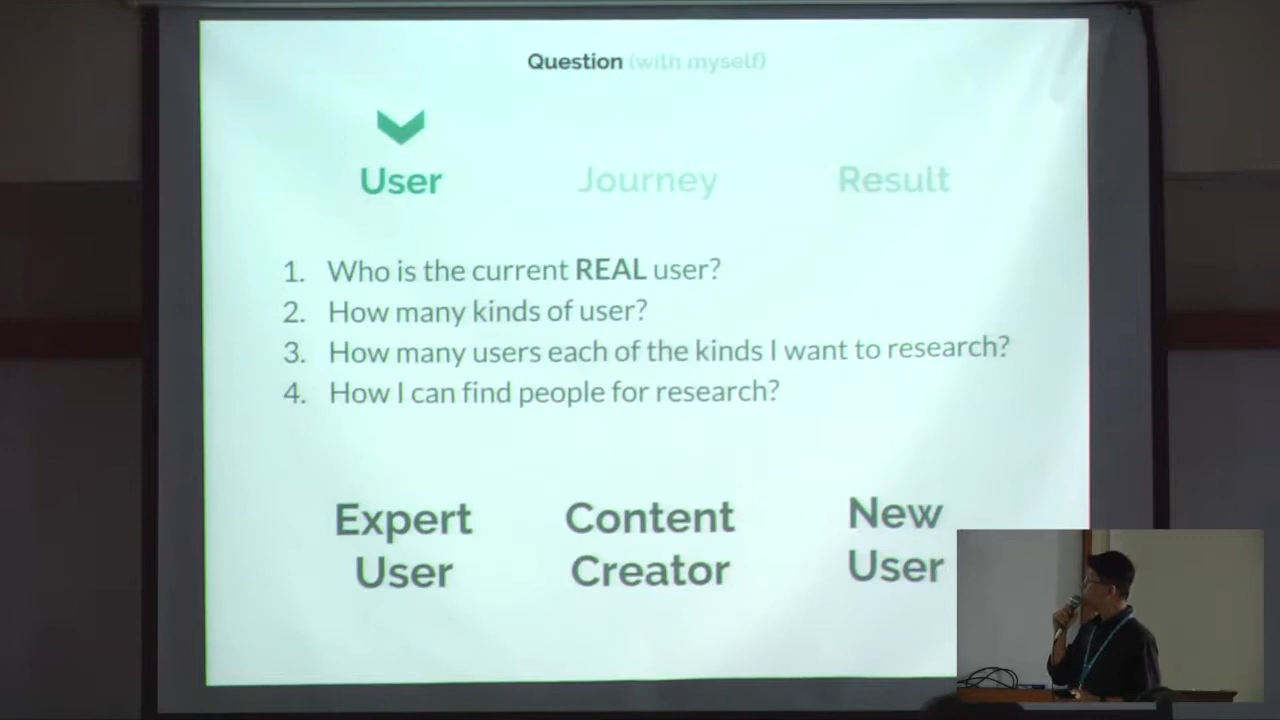 Question (with myself)
User Journey Result
1. Who is the current REAL user?
2. How many kinds of user?
3. How many users each of the kinds I want to research?
4. How I can find people for research?
Expert Content New
User Creator User